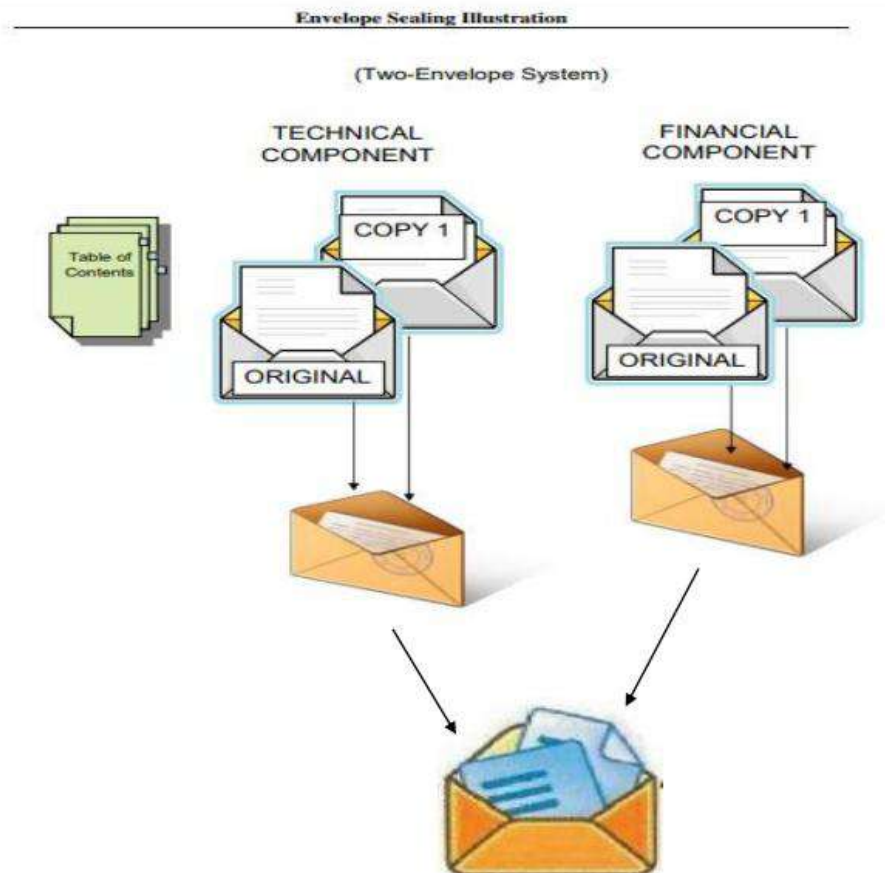 Envelope Sealing Illustration
(Two-Envelope System)
TECHNICAL
COMPONENT
FINANCIAL
COMPONENT
Table of
Contents
COPY 1
ORIGINAL
COPY 1
ORIGINAL